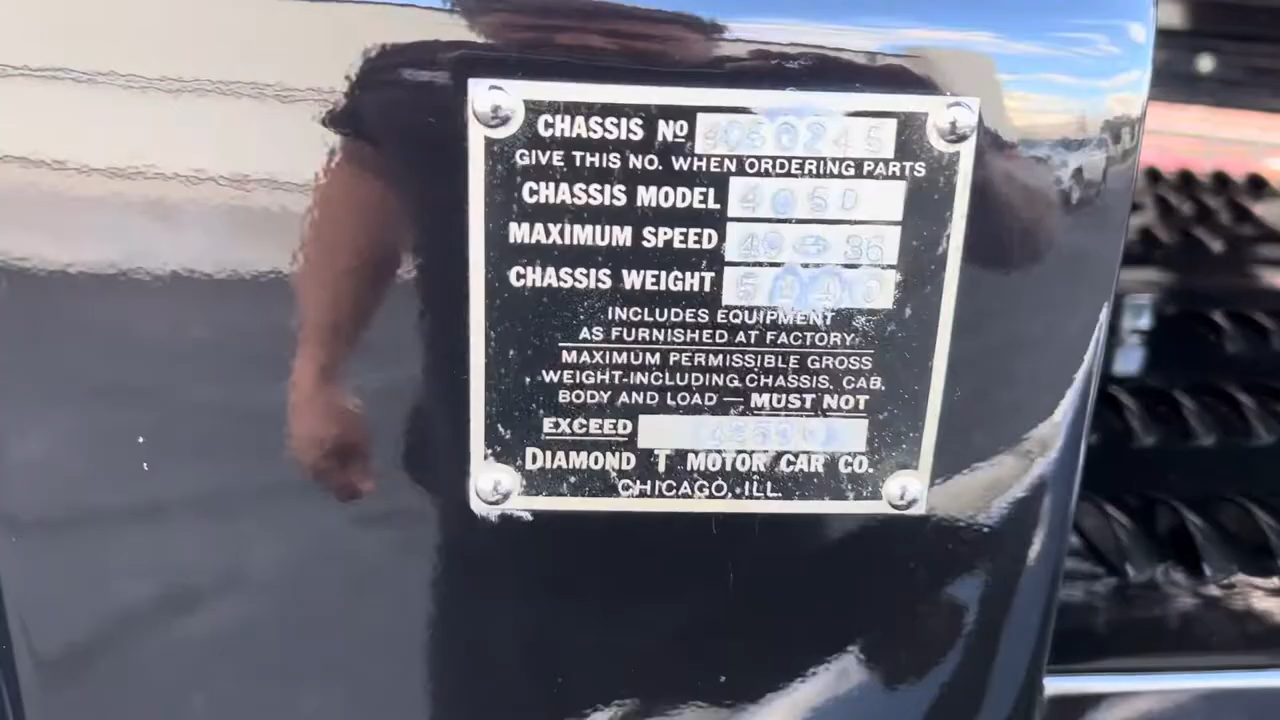 CHASSIS Nº 4050245
GIVE THIS NO. WHEN ORDERING PARTS
CHASSIS MODEL 405D
MAXIMUM SPEED 40 36
CHASSIS WEIGHT
INCLUDES EQUIPMENT
AS FURNISHED AT FACTORY
MAXIMUM PERMISSIBLE GROSS
WEIGHT-INCLUDING CHASSIS, CAB,
BODY AND LOAD — MUST NOT
EXCEED
DIAMOND T MOTOR CAR CO.
CHICAGO, ILL.